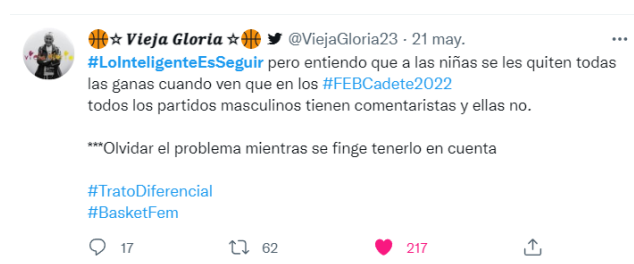 🏀☆ Vieja Gloria ☆🏀 @ViejaGloria23 · 21 may.
#LoInteligenteEsSeguir pero entiendo que a las niñas se les quiten todas
las ganas cuando ven que en los #FEBCadete2022
todos los partidos masculinos tienen comentaristas y ellas no.
***Olvidar el problema mientras se finge tenerlo en cuenta
#TratoDiferencial
#BasketFem
17 62 217